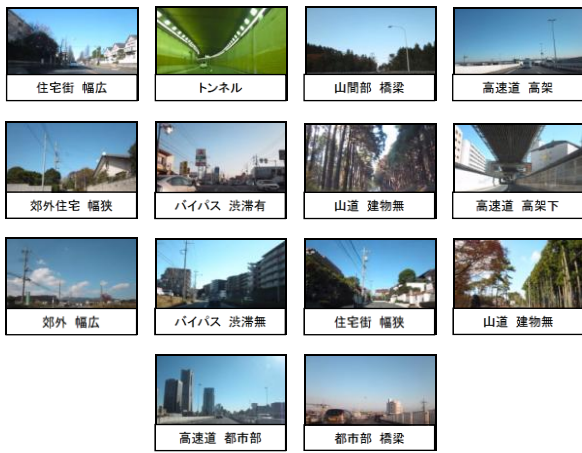 住宅街 幅広
トンネル
山間部 橋梁
高速道 高架
郊外住宅 幅狭
バイパス 渋滞有
山道 建物無
高速道 高架下
郊外 幅広
バイパス 渋滞無
住宅街 幅狭
山道 建物無
高速道 都市部
都市部 橋梁